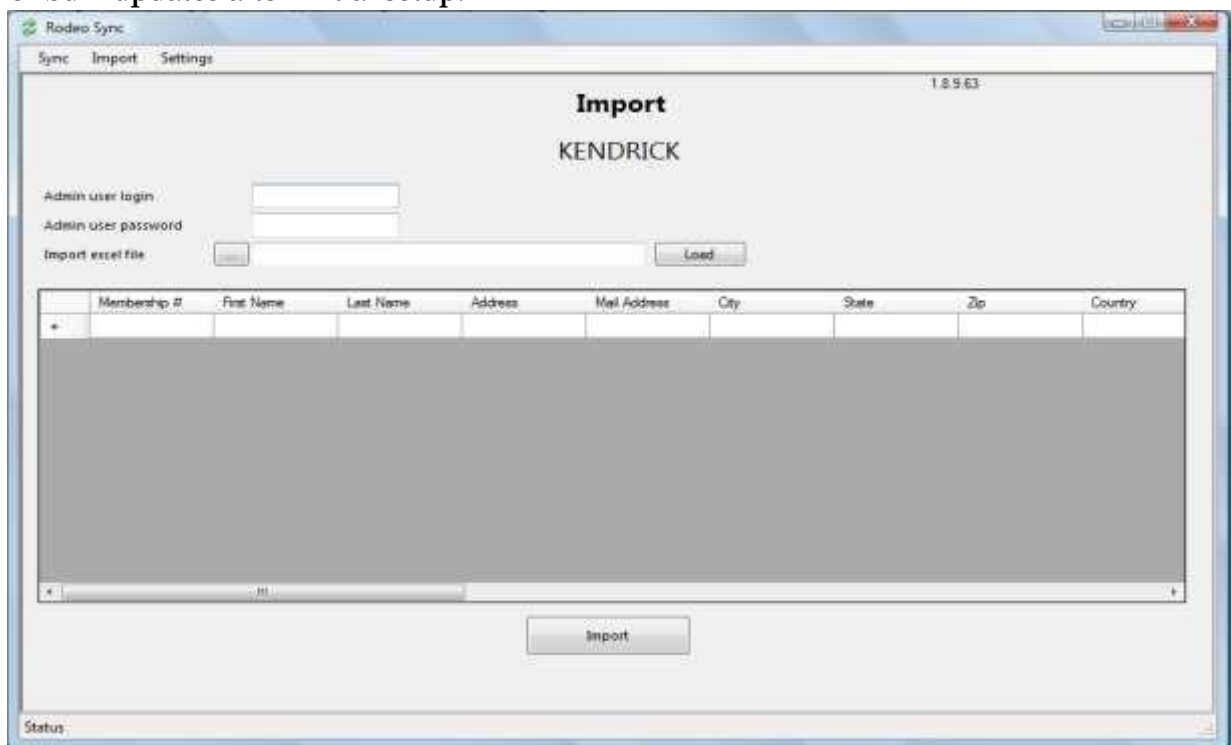 Rodeo Sync
Sync Import Settings
1.8.9.63
Import
KENDRICK
Admin user login
Admin user password
Import excel file ... Load
Membership # First Name Last Name Address Mail Address City State Zip Country
*
Import
Status